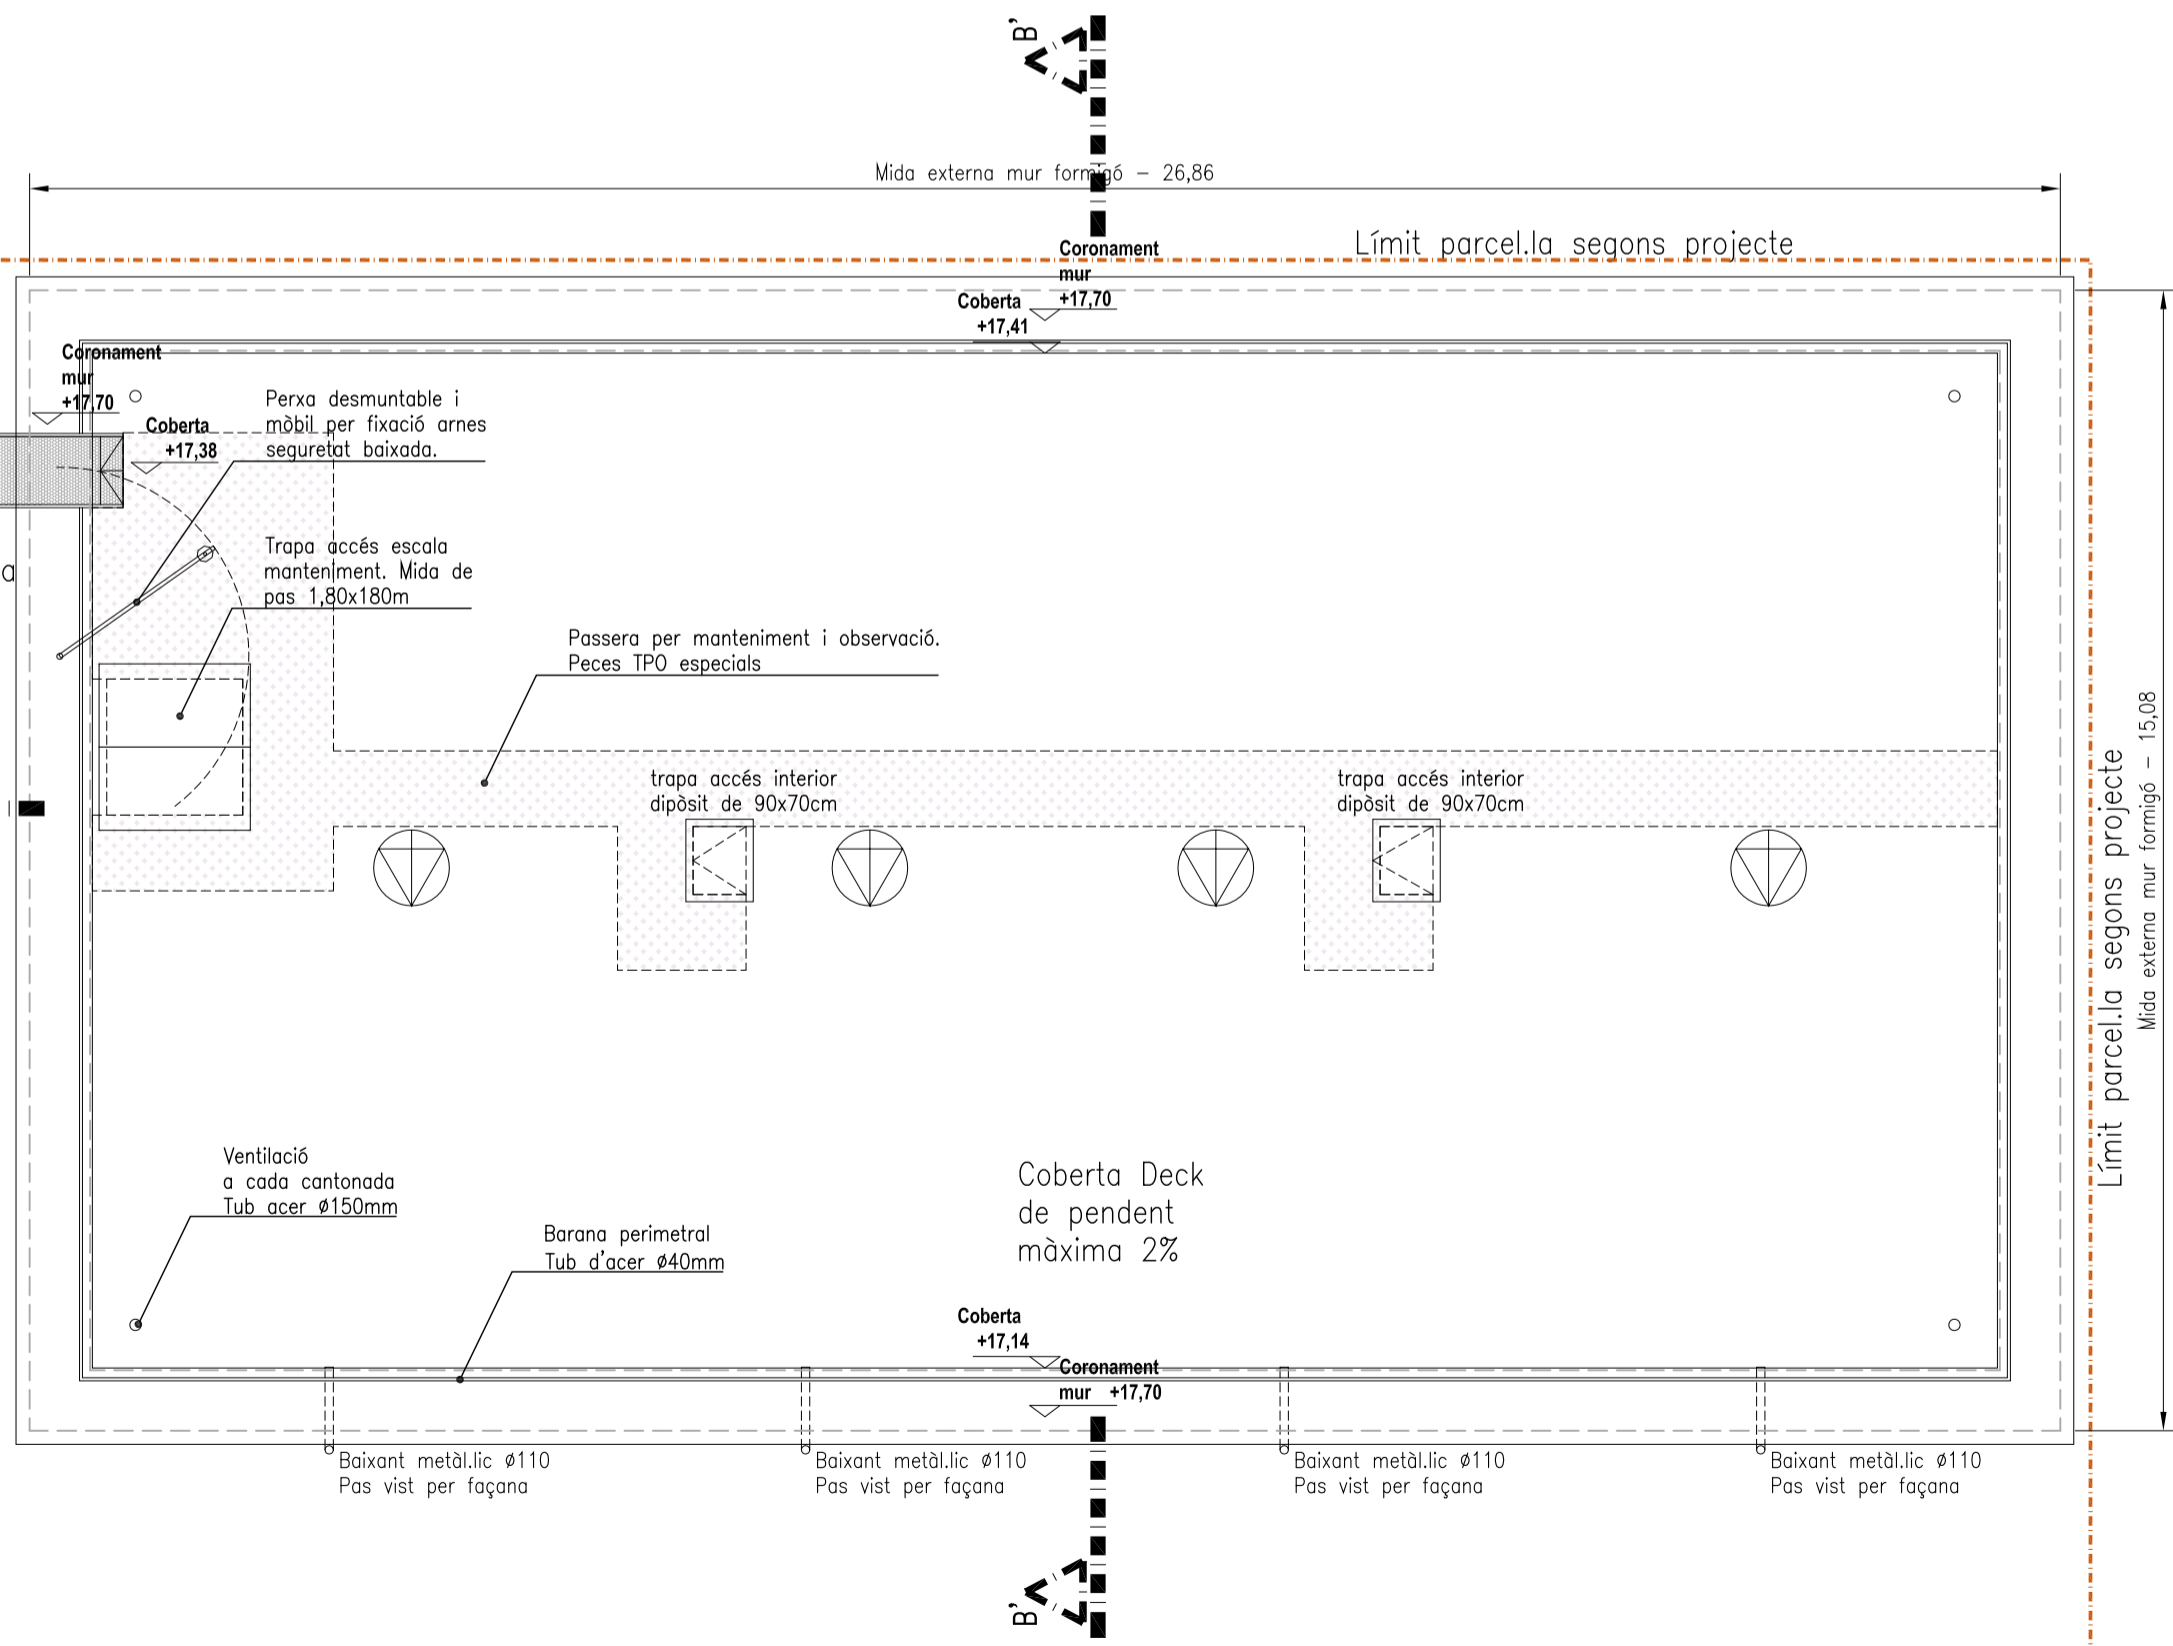 B'
Mida externa mur formigó - 26,86
Límit parcel.la segons projecte
Coronament
mur
+17,70
Coberta
+17,41
Coronament
mur
+17,70
Coberta
+17,38
Perxa desmuntable i
mòbil per fixació arnes
seguretat baixada.
Trapa accés escala
manteniment. Mida de
pas 1,80x180m
a
Passera per manteniment i observació.
Peces TPO especials
trapa accés interior
dipòsit de 90x70cm
trapa accés interior
dipòsit de 90x70cm
Límit parcel.la segons projecte
Mida externa mur formigó - 15,08
Ventilació
a cada cantonada
Tub acer ø150mm
Barana perimetral
Tub d'acer ø40mm
Coberta Deck
de pendent
màxima 2%
Coberta
+17,14
Coronament
mur +17,70
Baixant metàl.lic ø110
Pas vist per façana
Baixant metàl.lic ø110
Pas vist per façana
Baixant metàl.lic ø110
Pas vist per façana
Baixant metàl.lic ø110
Pas vist per façana
B'